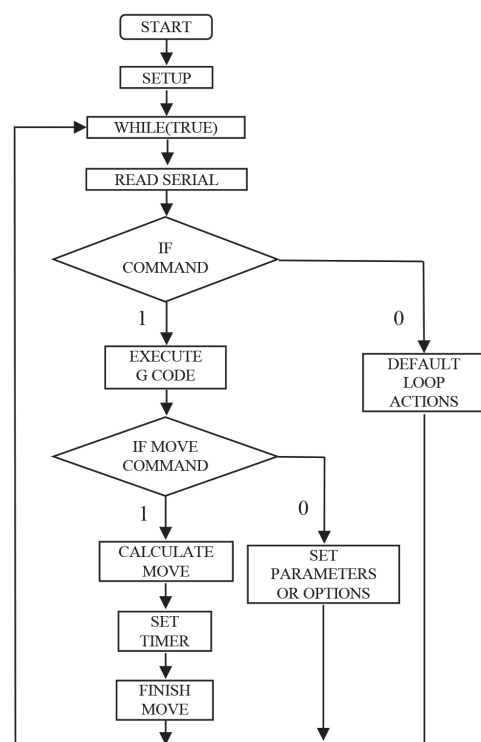 START
SETUP
WHILE(TRUE)
READ SERIAL
IF
COMMAND
1
0
EXECUTE
G CODE
DEFAULT
LOOP
ACTIONS
IF MOVE
COMMAND
1
0
CALCULATE
MOVE
SET
PARAMETERS
OR OPTIONS
SET
TIMER
FINISH
MOVE